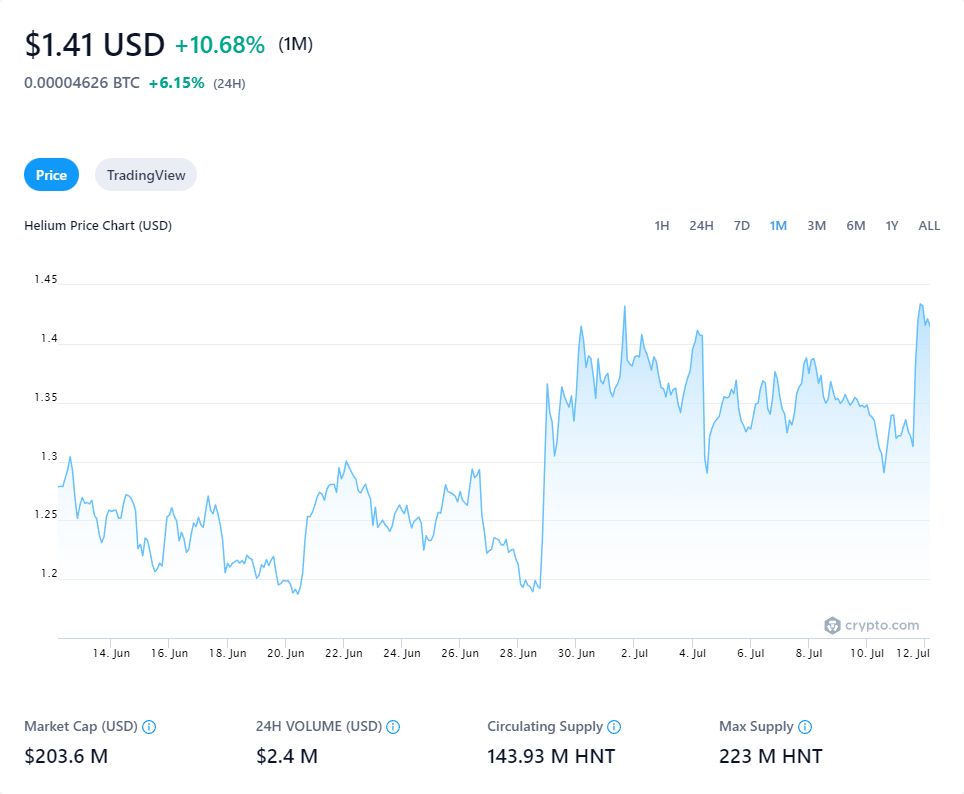 $1.41 USD +10.68% (1M)
0.00004626 BTC +6.15% (24H)
Price TradingView
Helium Price Chart (USD) 1H 24H 7D 1M 3M 6M 1Y ALL
1.45
1.4
1.35
1.3
1.25
1.2
crypto.com
14. Jun 16. Jun 18. Jun 20. Jun 22. Jun 24. Jun 26. Jun 28. Jun 30. Jun 2. Jul 4. Jul 6. Jul 8. Jul 10. Jul 12. Jul
Market Cap (USD) 24H VOLUME (USD) Circulating Supply Max Supply
$203.6 M $2.4 M 143.93 M HNT 223 M HNT